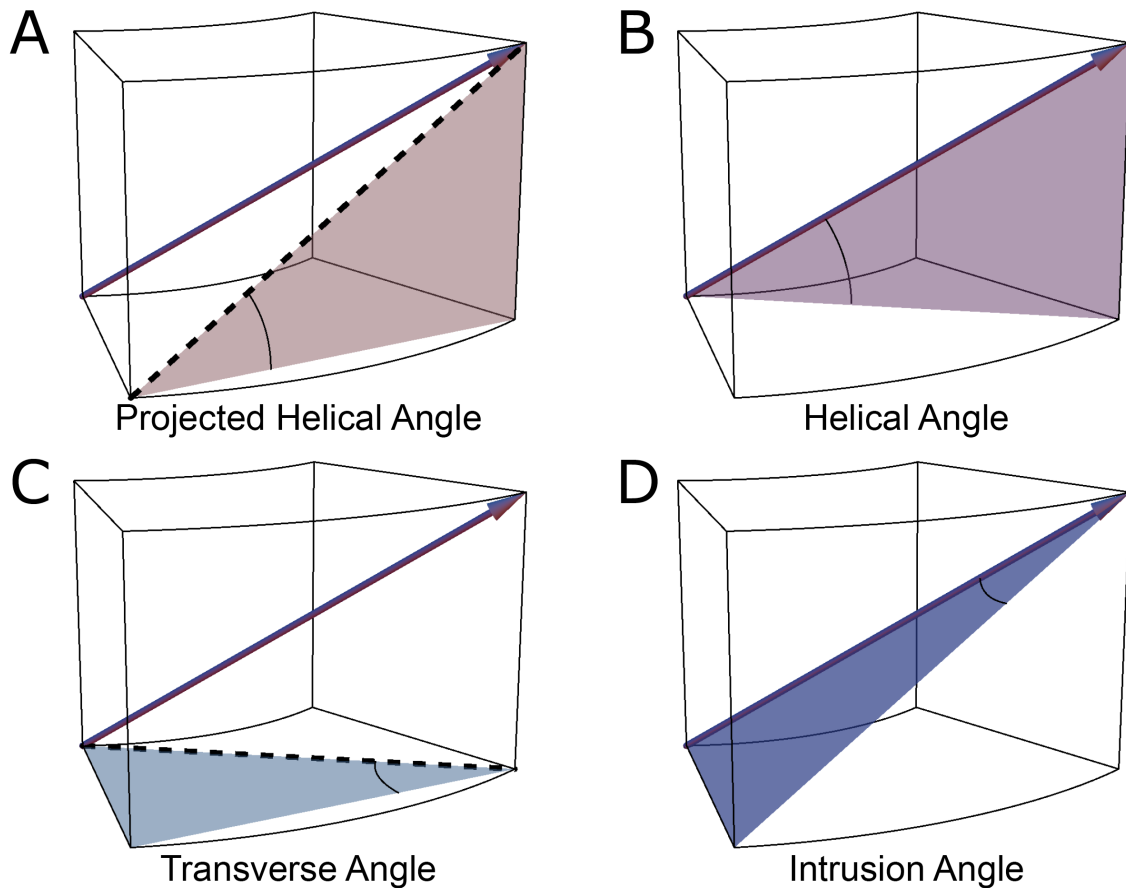 A
B
Projected Helical Angle
Helical Angle
C
D
Transverse Angle
Intrusion Angle